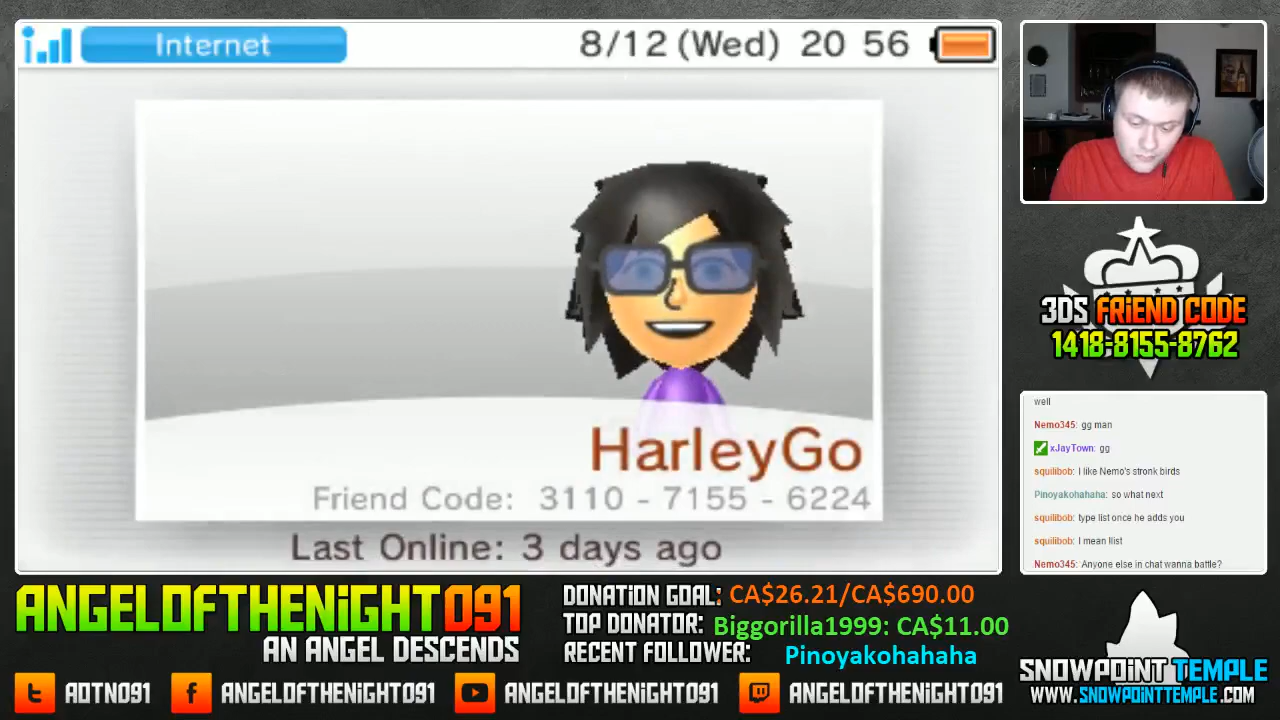 Internet
8/12 (Wed) 20 56
HarleyGo
Friend Code: 3110 - 7155 - 6224
Last Online: 3 days ago
3DS FRiEND CODE
1418-8155-8762
well
Nemo345: gg man
xJayTown: gg
squilibob: I like Nemo's stronk birds
Pinoyakohahaha: so what next
squilibob: type list once he adds you
squilibob: I mean llist
Nemo345: Anyone else in chat wanna battle?
ANGELOFTHENiGHT091
AN ANGEL DESCENDS
DONATION GOAL: CA$26.21/CA$690.00
TOP DONATOR: Biggorilla1999: CA$11.00
RECENT FOLLOWER: Pinoyakohahaha
AOTN091
ANGELOFTHENIGHT091
ANGELOFTHENIGHT091
ANGELOFTHENIGHT091
SNOWPOiNT TEMPLE
WWW.SNOWPOINTTEMPLE.COM